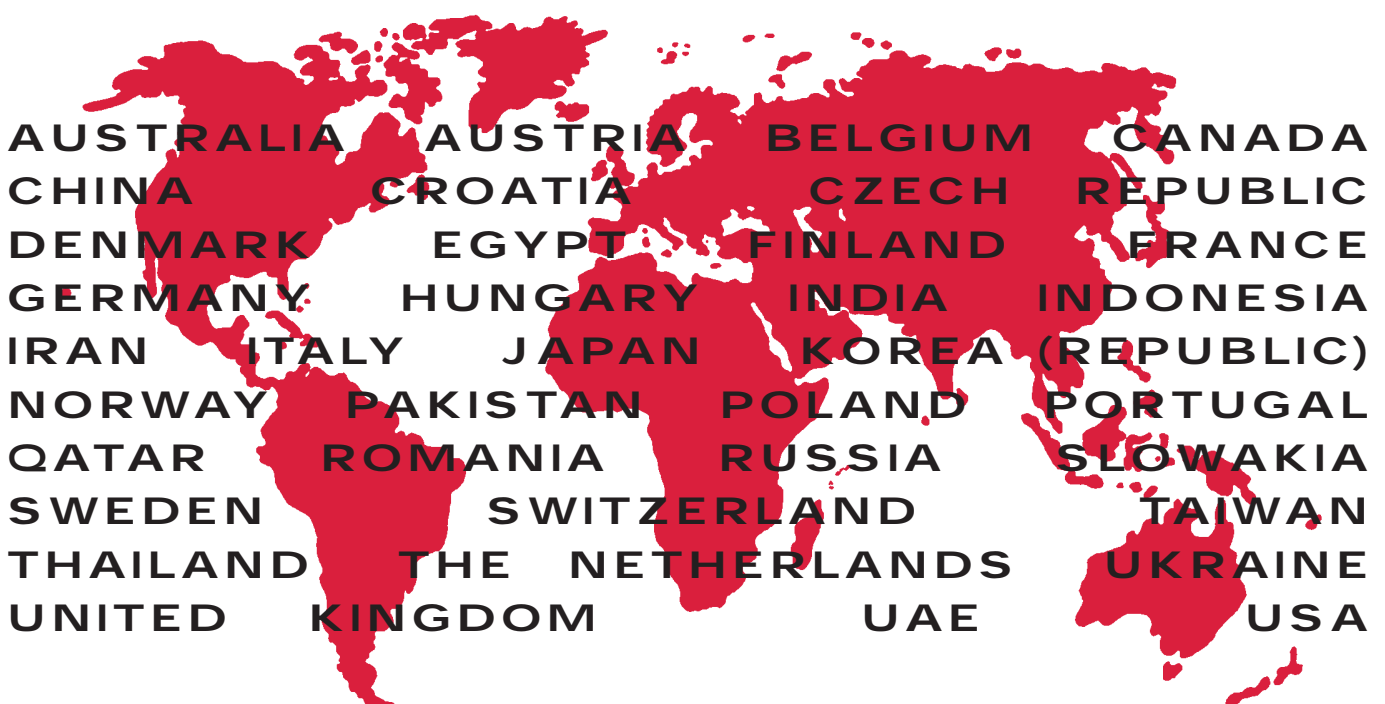 AUSTRALIA AUSTRIA BELGIUM CANADA
CHINA CROATIA CZECH REPUBLIC
DENMARK EGYPT FINLAND FRANCE
GERMANY HUNGARY INDIA INDONESIA
IRAN ITALY JAPAN KOREA (REPUBLIC)
NORWAY PAKISTAN POLAND PORTUGAL
QATAR ROMANIA RUSSIA SLOWAKIA
SWEDEN SWITZERLAND TAIWAN
THAILAND THE NETHERLANDS UKRAINE
UNITED KINGDOM UAE USA